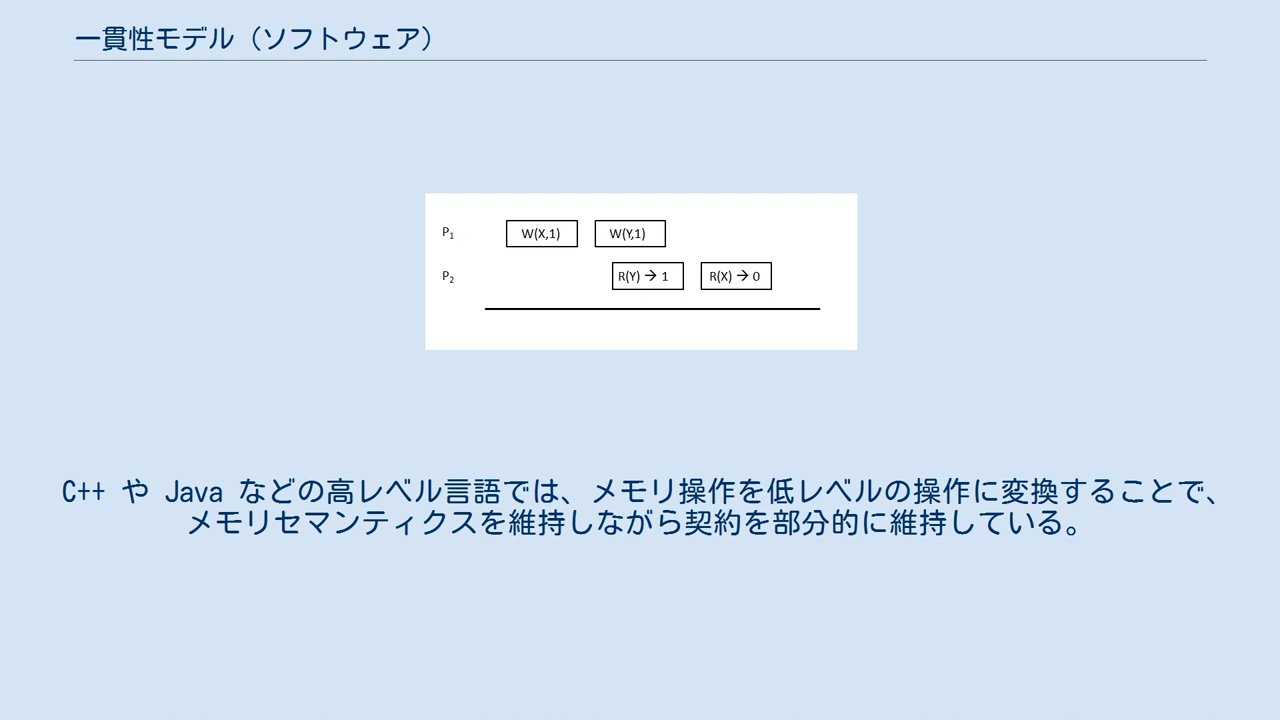 一貫性モデル（ソフトウェア）
P1 W(X,1) W(Y,1)
P2 R(Y) → 1 R(X) → 0
C++ や Java などの高レベル言語では、メモリ操作を低レベルの操作に変換することで、
メモリセマンティクスを維持しながら契約を部分的に維持している。